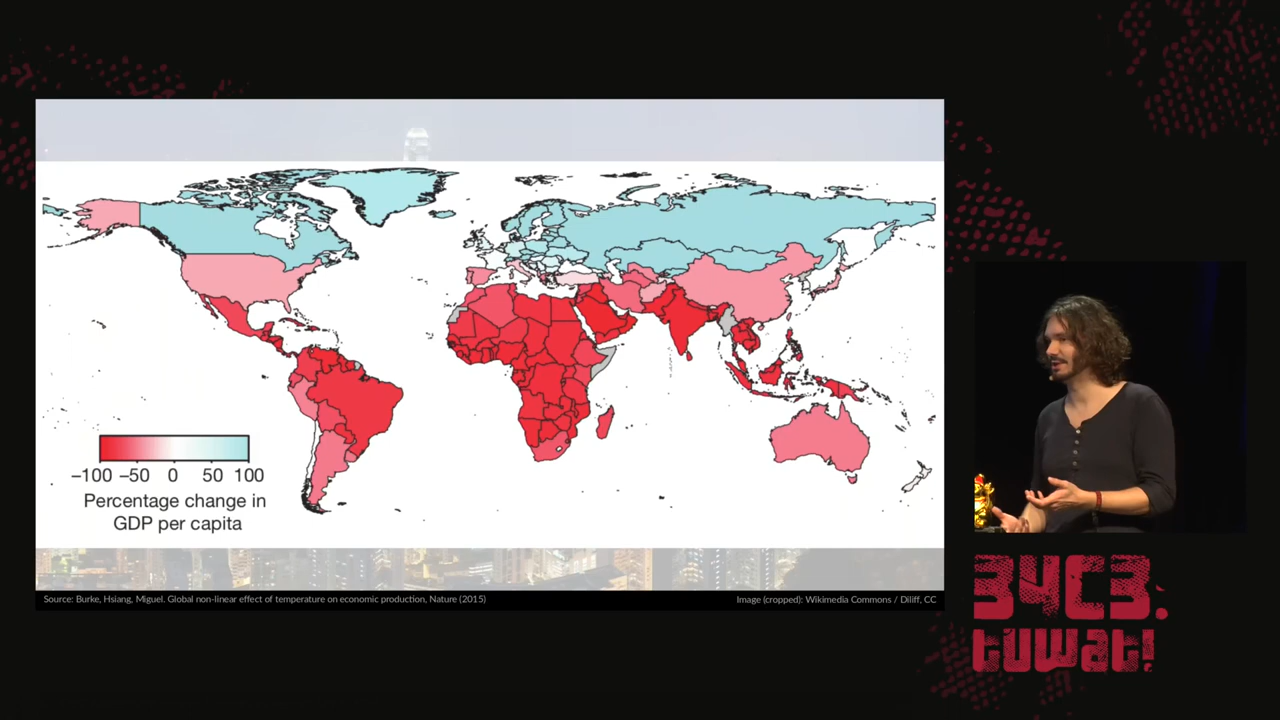 −100 −50 0 50 100
Percentage change in
GDP per capita
Source: Burke, Hsiang, Miguel. Global non-linear effect of temperature on economic production, Nature (2015)
Image (cropped): Wikimedia Commons / Diliff, CC
34C3.
tuwat!